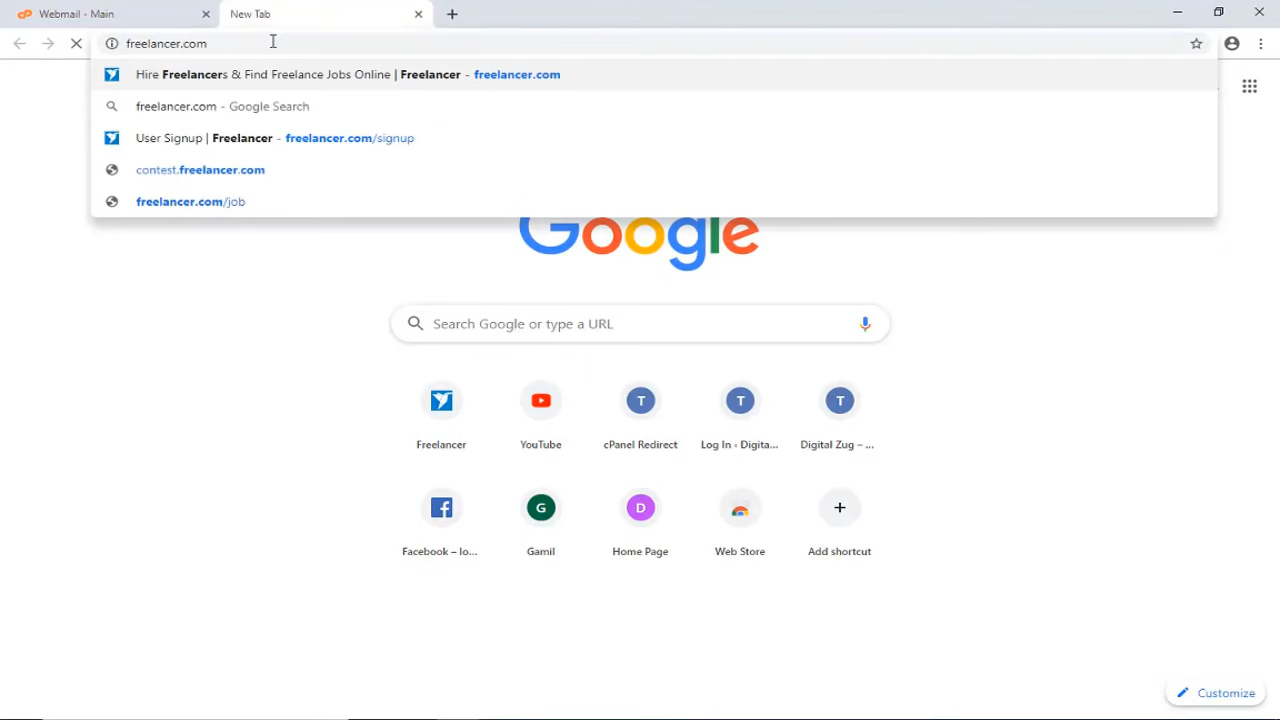 Webmail - Main
New Tab
freelancer.com
Hire Freelancers & Find Freelance Jobs Online | Freelancer - freelancer.com
freelancer.com - Google Search
User Signup | Freelancer - freelancer.com/signup
contest.freelancer.com
freelancer.com/job
Google
Search Google or type a URL
Freelancer
YouTube
T
cPanel Redirect
T
Log In ‹ Digita...
T
Digital Zug – ...
Facebook – lo...
G
Gamil
D
Home Page
Web Store
Add shortcut
Customize